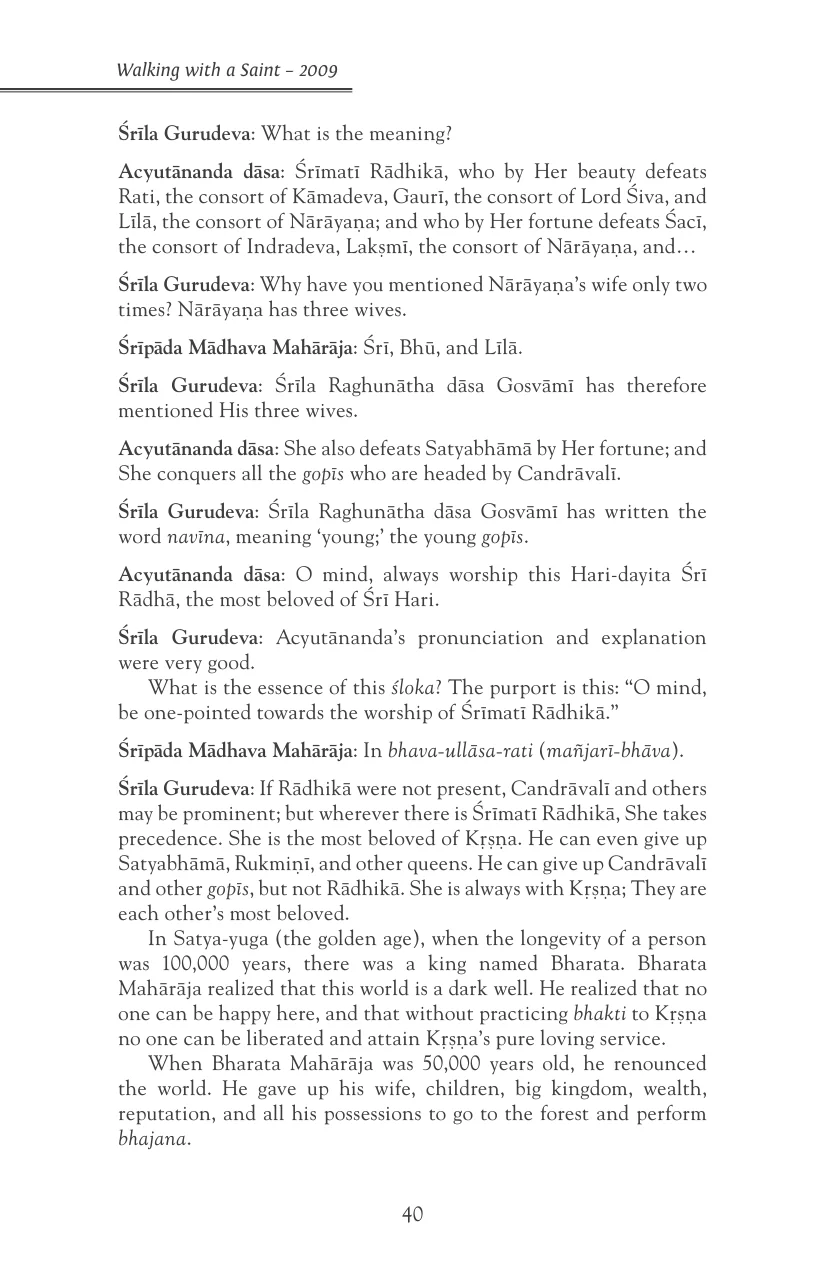 Walking with a Saint – 2009
Śrīla Gurudeva: What is the meaning?
Acyutānanda dāsa: Śrīmatī Rādhikā, who by Her beauty defeats
Rati, the consort of Kāmadeva, Gaurī, the consort of Lord Śiva, and
Līlā, the consort of Nārāyaṇa; and who by Her fortune defeats Śacī,
the consort of Indradeva, Lakṣmī, the consort of Nārāyaṇa, and…
Śrīla Gurudeva: Why have you mentioned Nārāyaṇa’s wife only two
times? Nārāyaṇa has three wives.
Śrīpāda Mādhava Mahārāja: Śrī, Bhū, and Līlā.
Śrīla Gurudeva: Śrīla Raghunātha dāsa Gosvāmī has therefore
mentioned His three wives.
Acyutānanda dāsa: She also defeats Satyabhāmā by Her fortune; and
She conquers all the gopīs who are headed by Candrāvalī.
Śrīla Gurudeva: Śrīla Raghunātha dāsa Gosvāmī has written the
word navīna, meaning ‘young;’ the young gopīs.
Acyutānanda dāsa: O mind, always worship this Hari-dayita Śrī
Rādhā, the most beloved of Śrī Hari.
Śrīla Gurudeva: Acyutānanda’s pronunciation and explanation
were very good.
What is the essence of this śloka? The purport is this: “O mind,
be one-pointed towards the worship of Śrīmatī Rādhikā.”
Śrīpāda Mādhava Mahārāja: In bhava-ullāsa-rati (mañjarī-bhāva).
Śrīla Gurudeva: If Rādhikā were not present, Candrāvalī and others
may be prominent; but wherever there is Śrīmatī Rādhikā, She takes
precedence. She is the most beloved of Kṛṣṇa. He can even give up
Satyabhāmā, Rukmiṇī, and other queens. He can give up Candrāvalī
and other gopīs, but not Rādhikā. She is always with Kṛṣṇa; They are
each other’s most beloved.
In Satya-yuga (the golden age), when the longevity of a person
was 100,000 years, there was a king named Bharata. Bharata
Mahārāja realized that this world is a dark well. He realized that no
one can be happy here, and that without practicing bhakti to Kṛṣṇa
no one can be liberated and attain Kṛṣṇa’s pure loving service.
When Bharata Mahārāja was 50,000 years old, he renounced
the world. He gave up his wife, children, big kingdom, wealth,
reputation, and all his possessions to go to the forest and perform
bhajana.
40